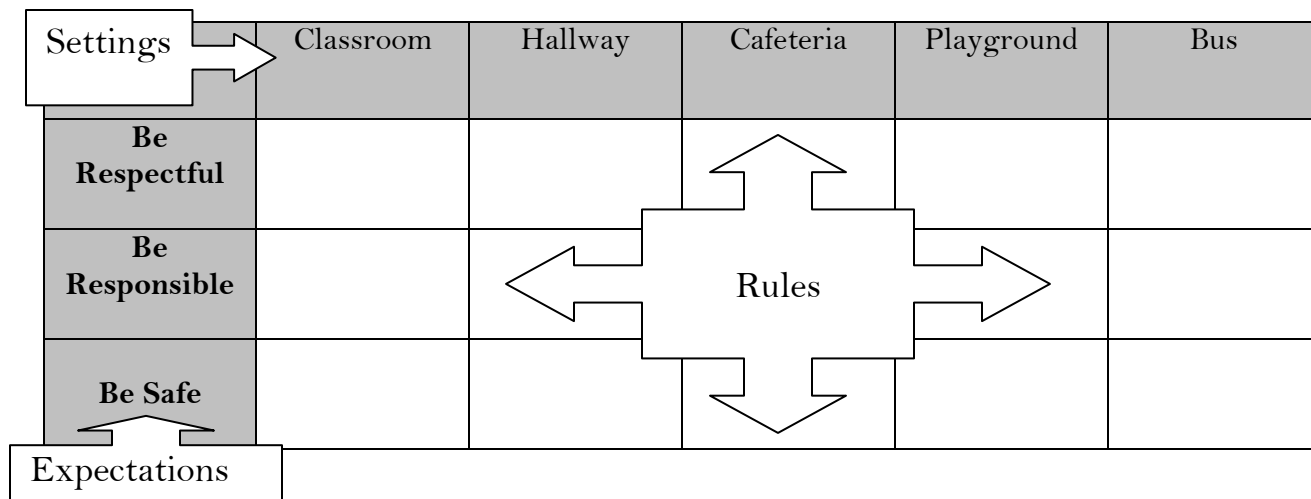 Settings
Classroom
Hallway
Cafeteria
Playground
Bus
Be
Respectful
Be
Responsible
Rules
Be Safe
Expectations